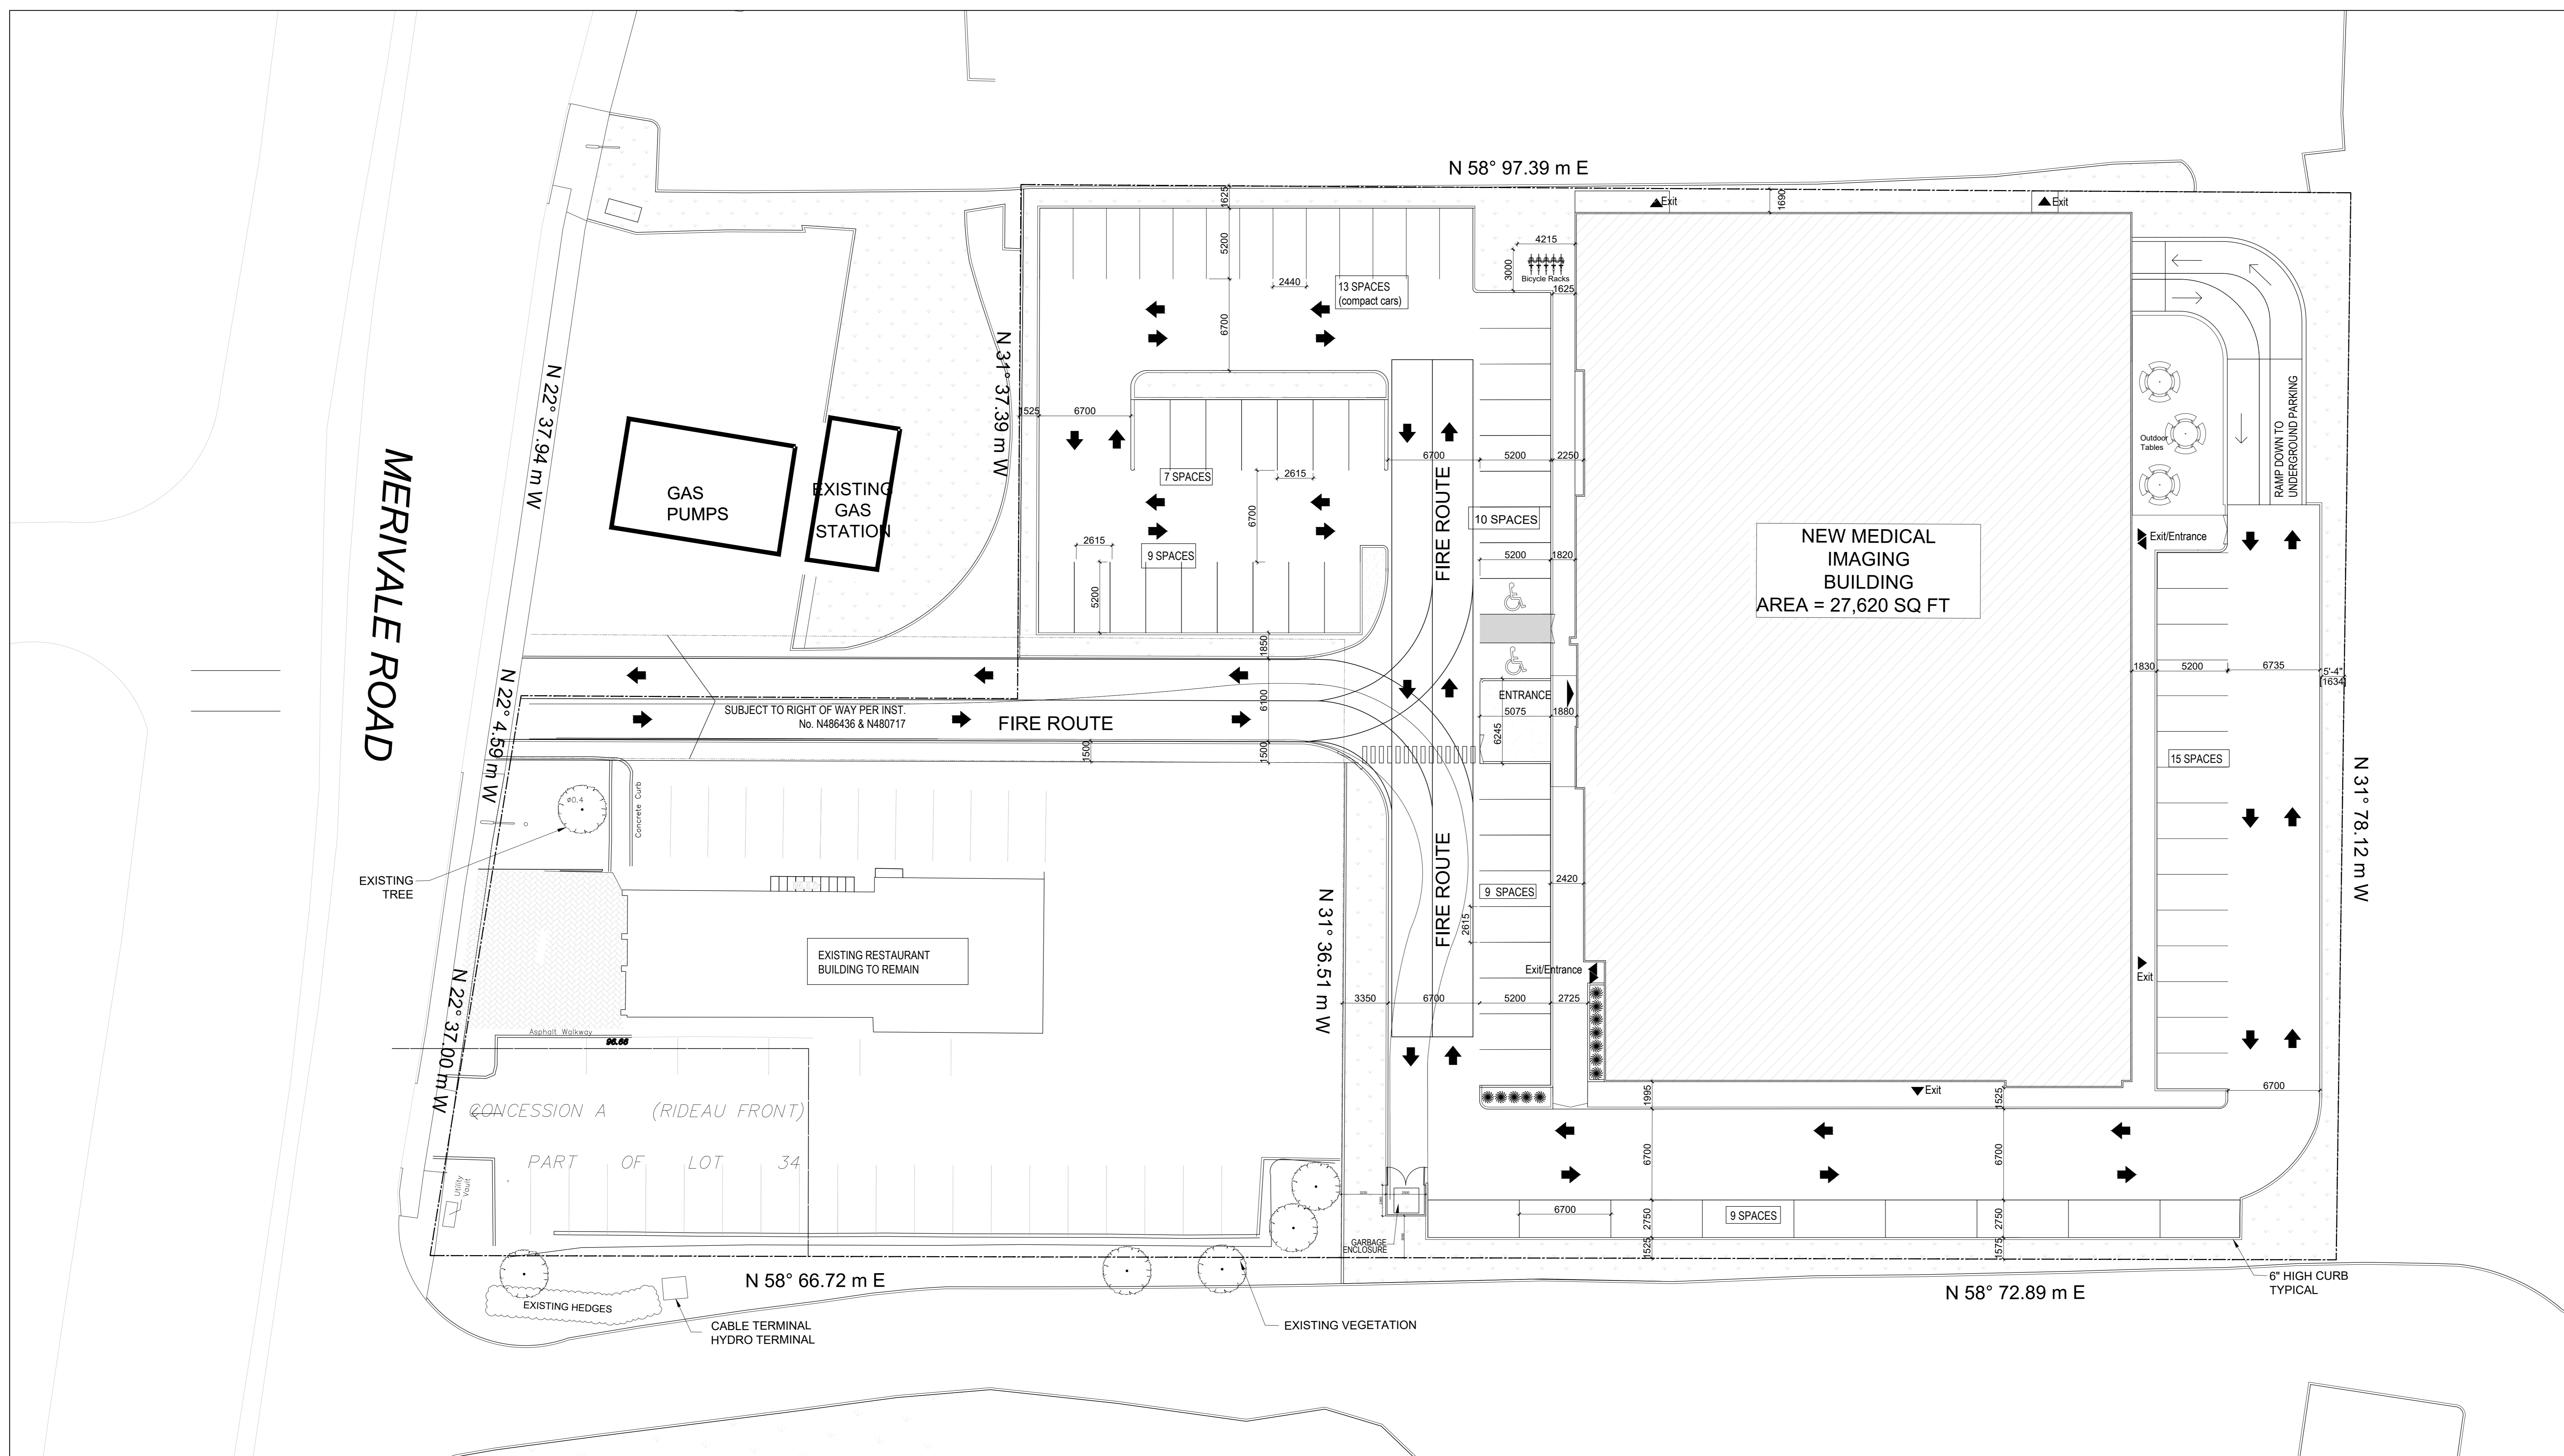 N 58° 97.39 m E
1625
1690
Exit
Exit
4215
5200
3000
Bicycle Racks
1625
2440
13 SPACES
(compact cars)
6700
N 31° 37.39 m W
N 22° 37.94 m W
525
6700
RAMP DOWN TO
UNDERGROUND PARKING
Outdoor
Tables
MERIVALE ROAD
GAS
PUMPS
EXISTING
GAS
STATION
7 SPACES
2615
6700
5200
2250
FIRE ROUTE
6700
10 SPACES
2615
9 SPACES
5200
1820
5200
NEW MEDICAL
IMAGING
BUILDING
AREA = 27,620 SQ FT
Exit/Entrance
1850
1830
5200
6735
5'-4"
[1634]
N 22° 4.59 m W
SUBJECT TO RIGHT OF WAY PER INST.
No. N486436 & N480717
FIRE ROUTE
6100
ENTRANCE
5075
1880
6245
1500
1500
15 SPACES
N 31° 78.12 m W
ø0.4
Concrete Curb
EXISTING
TREE
FIRE ROUTE
9 SPACES
2420
2615
N 31° 36.51 m W
EXISTING RESTAURANT
BUILDING TO REMAIN
Exit/Entrance
Exit
3350
6700
5200
2725
N 22° 37.00 m W
Asphalt Walkway
96.66
1995
Exit
1525
6700
CONCESSION A (RIDEAU FRONT)
PART OF LOT 34
6700
6700
Utility
Vault
6700
9 SPACES
2750
2750
GARBAGE
ENCLOSURE
1525
1575
N 58° 66.72 m E
N 58° 72.89 m E
6" HIGH CURB
TYPICAL
EXISTING HEDGES
CABLE TERMINAL
HYDRO TERMINAL
EXISTING VEGETATION